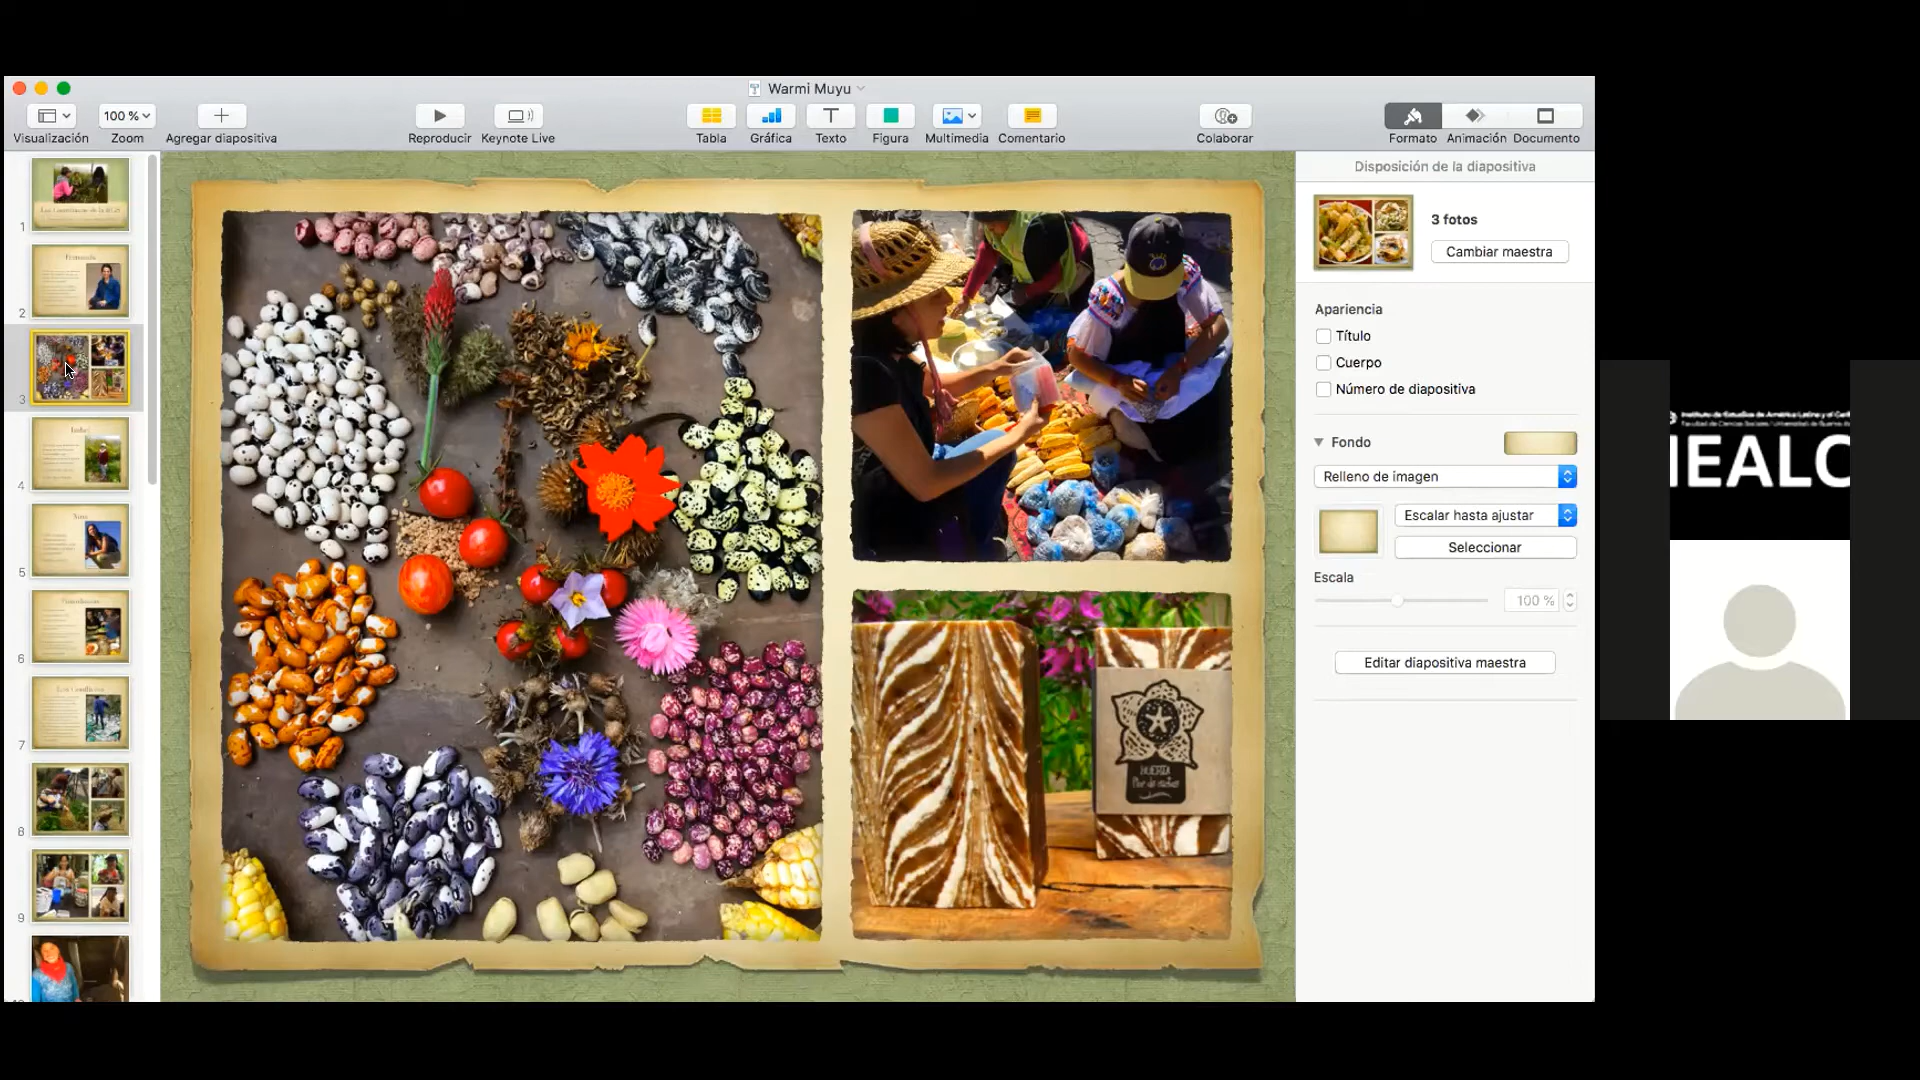 Warmi Muyu
100 %
Visualización
Zoom
Agregar diapositiva
Reproducir
Keynote Live
Tabla
Gráfica
Texto
Figura
Multimedia
Comentario
Colaborar
Formato
Animación
Documento
1
2
3
4
5
6
7
8
9
Disposición de la diapositiva
3 fotos
Cambiar maestra
Apariencia
Título
Cuerpo
Número de diapositiva
Fondo
Relleno de imagen
Escalar hasta ajustar
Seleccionar
Escala
100 %
Editar diapositiva maestra
HUERTA
IEALC